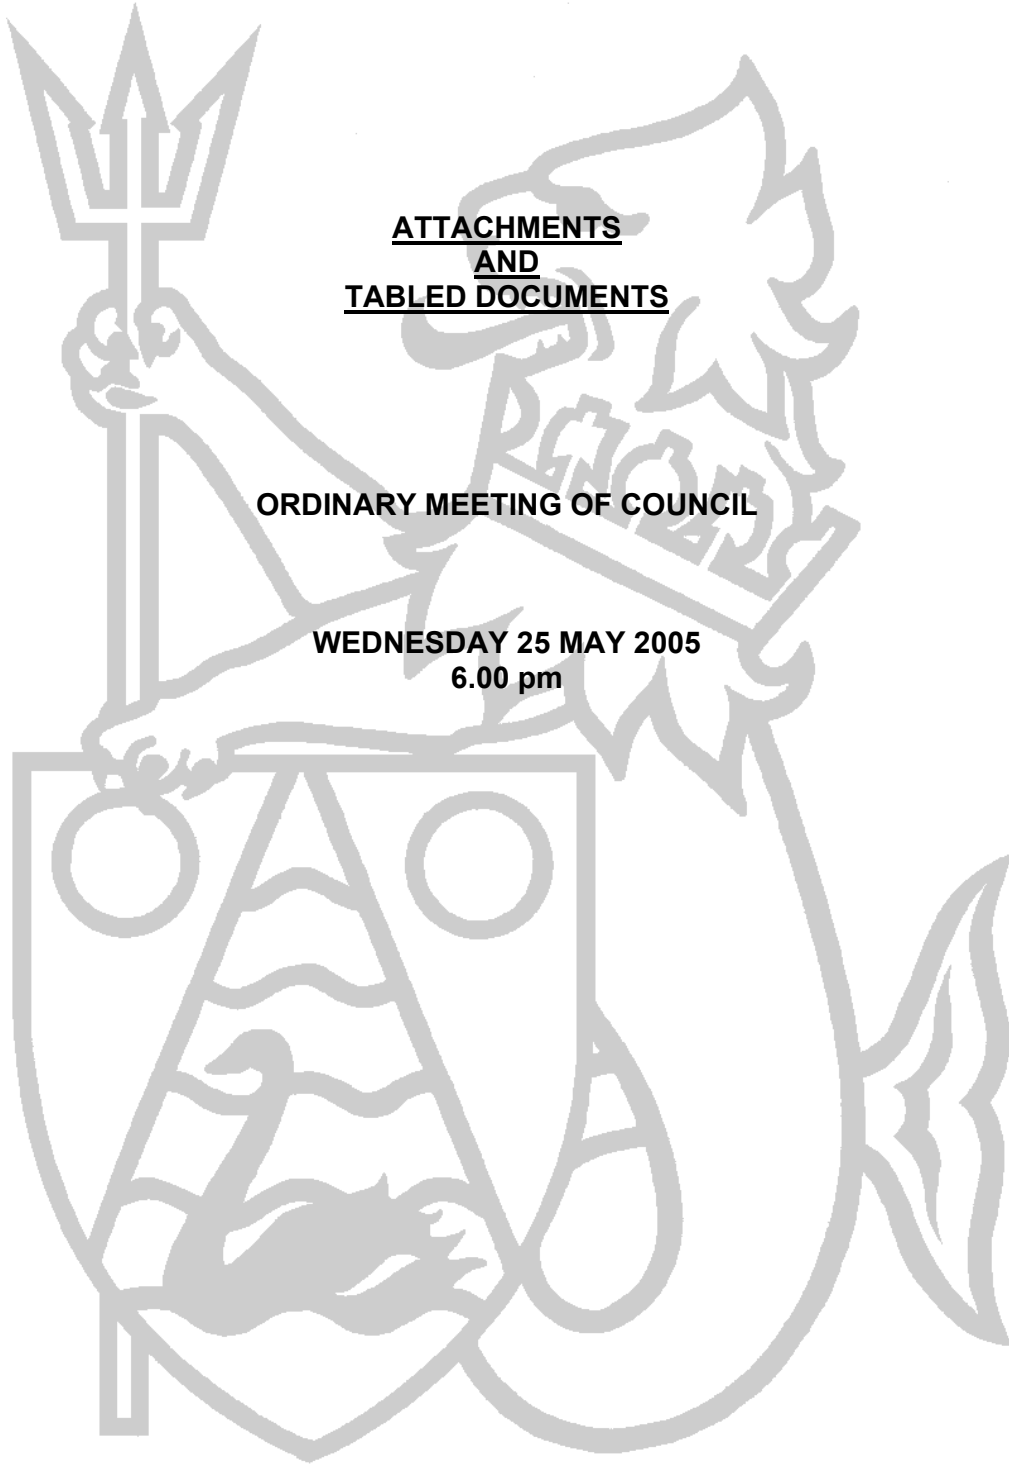 ATTACHMENTS
AND
TABLED DOCUMENTS
ORDINARY MEETING OF COUNCIL
WEDNESDAY 25 MAY 2005
6.00 pm